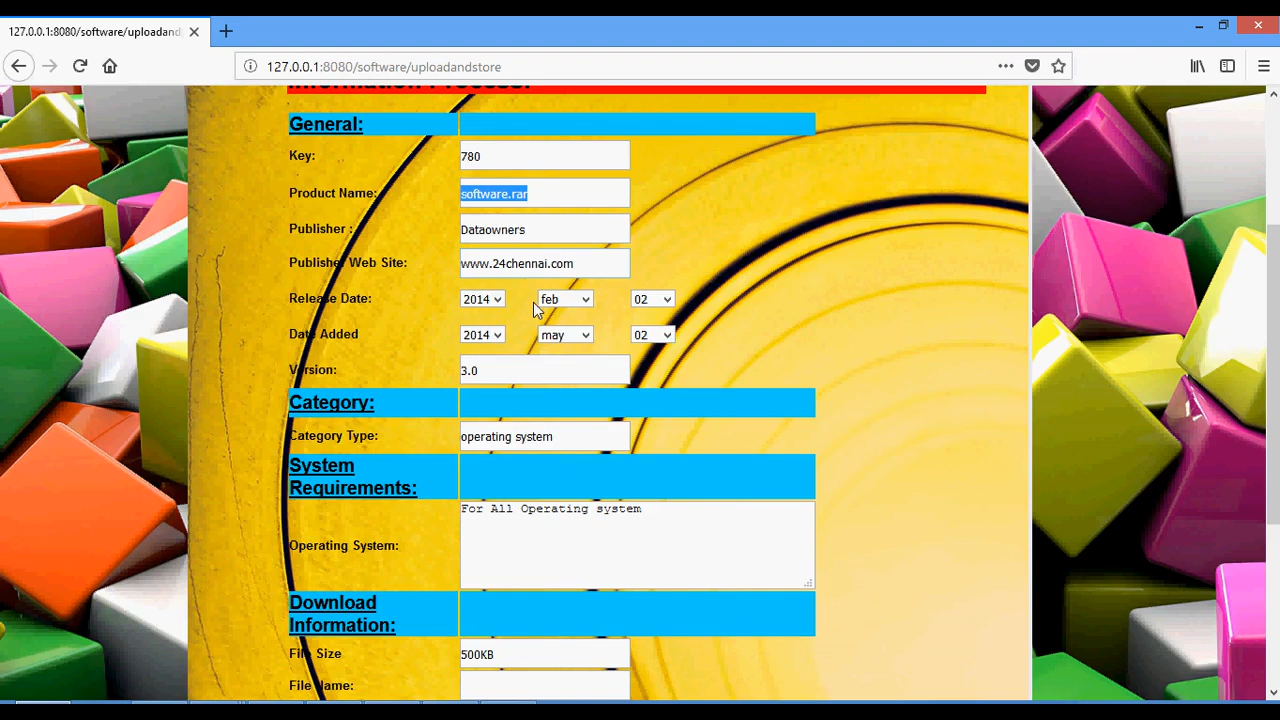 127.0.0.1:8080/software/uploadand
127.0.0.1:8080/software/uploadandstore
Information Process:
General:
Key: 780
Product Name: software.rar
Publisher : Dataowners
Publisher Web Site: www.24chennai.com
Release Date: 2014 feb 02
Date Added 2014 may 02
Version: 3.0
Category:
Category Type: operating system
System
Requirements:
For All Operating system
Operating System:
Download
Information:
File Size 500KB
File Name: